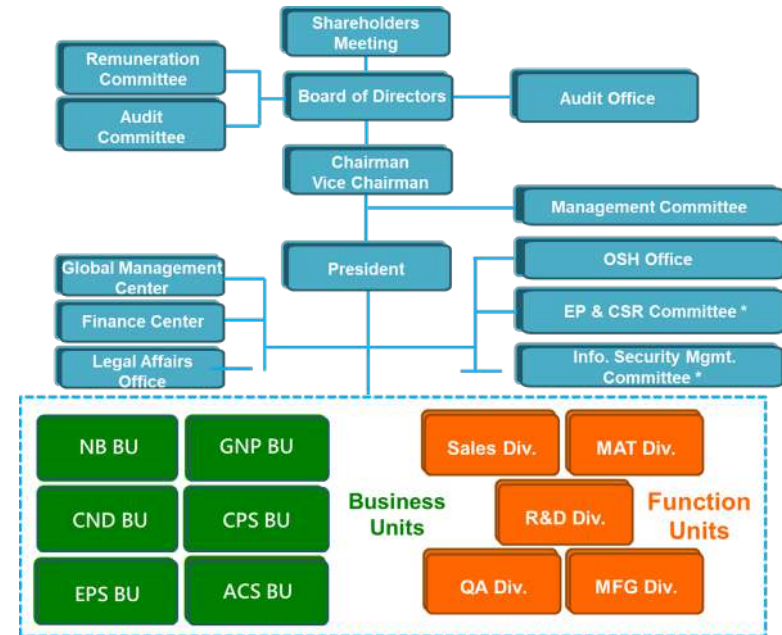 Shareholders
Meeting
Remuneration
Committee
Board of Directors
Audit Office
Audit
Committee
Chairman
Vice Chairman
Management Committee
President
OSH Office
Global Management
Center
EP & CSR Committee *
Finance Center
Legal Affairs
Office
Info. Security Mgmt.
Committee *
NB BU
GNP BU
CND BU
CPS BU
EPS BU
ACS BU
Business
Units
Sales Div.
MAT Div.
R&D Div.
Function
Units
QA Div.
MFG Div.